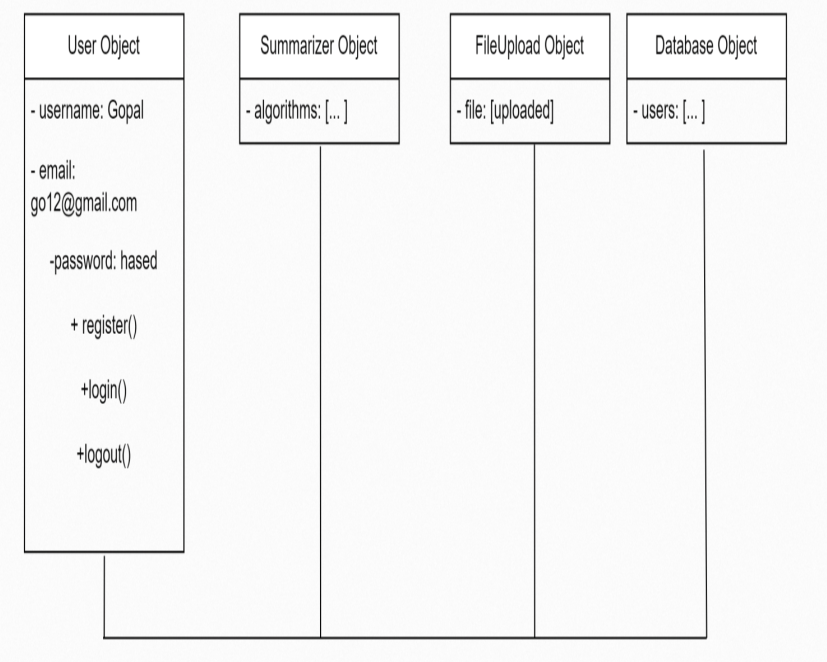 User Object
- username: Gopal
- email:
go12@gmail.com
-password: hased
+ register()
+login()
+logout()
Summarizer Object
- algorithms: [... ]
FileUpload Object
- file: [uploaded]
Database Object
- users: [... ]